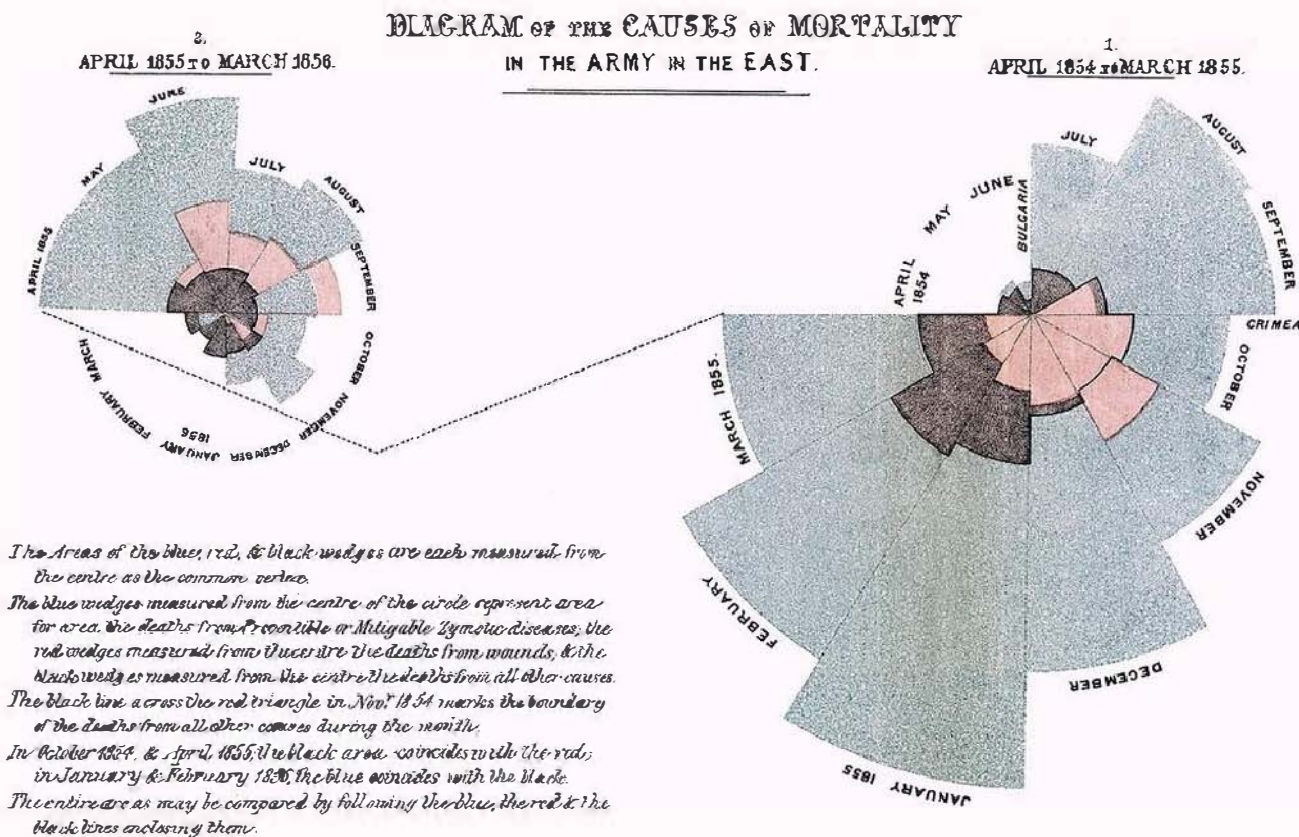 DIAGRAM OF THE CAUSES OF MORTALITY
IN THE ARMY IN THE EAST.
2.
APRIL 1855 TO MARCH 1856.
1.
APRIL 1854 TO MARCH 1855.
APRIL 1855
MAY
JUNE
JULY
AUGUST
SEPTEMBER
OCTOBER
NOVEMBER
DECEMBER
JANUARY
1856
FEBRUARY
MARCH
APRIL
1854
MAY
JUNE
BULGARIA
JULY
AUGUST
SEPTEMBER
CRIMEA
OCTOBER
NOVEMBER
DECEMBER
JANUARY 1855
FEBRUARY
MARCH 1855.
The Areas of the blue, red, & black wedges are each measured from
the centre as the common vertex.
The blue wedges measured from the centre of the circle represent area
for area the deaths from Preventible or Mitigable Zymotic diseases; the
red wedges measured from the centre the deaths from wounds, & the
black wedges measured from the centre the deaths from all other causes.
The black line across the red triangle in Novr. 1854 marks the boundary
of the deaths from all other causes during the month.
In October 1854, & April 1855, the black area coincides with the red;
in January & February 1856, the blue coincides with the black.
The entire areas may be compared by following the blue, the red & the
black lines enclosing them.